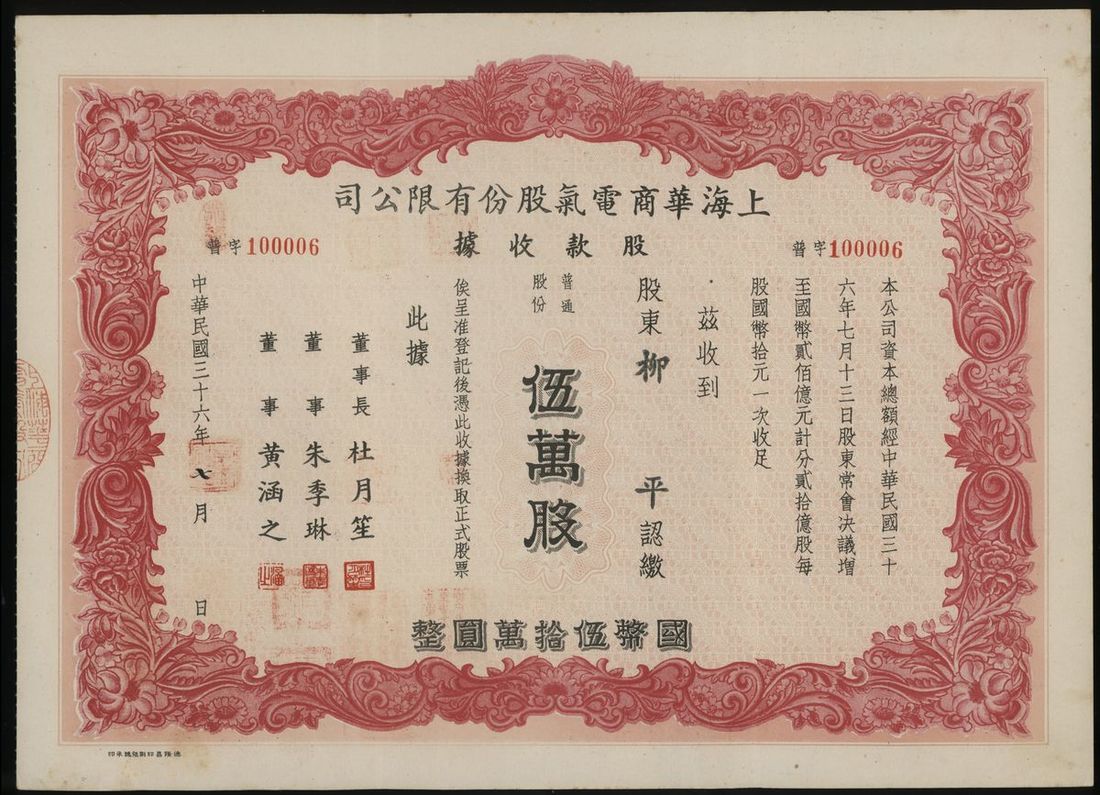 上海華商電氣股份有限公司
股款收據
普字100006
普字100006
本公司資本總額經中華民國三十
六年七月十三日股東常會決議增
至國幣貳佰億元計分貳拾億股每
股國幣拾元一次收足
茲收到
股東柳 平認繳
普通
股份
伍萬股
國幣伍拾萬圓整
俟呈准登記後憑此收據換取正式股票
此據
董事長 杜月笙
董事 朱季琳
董事 黃涵之
中華民國三十六年七月 日